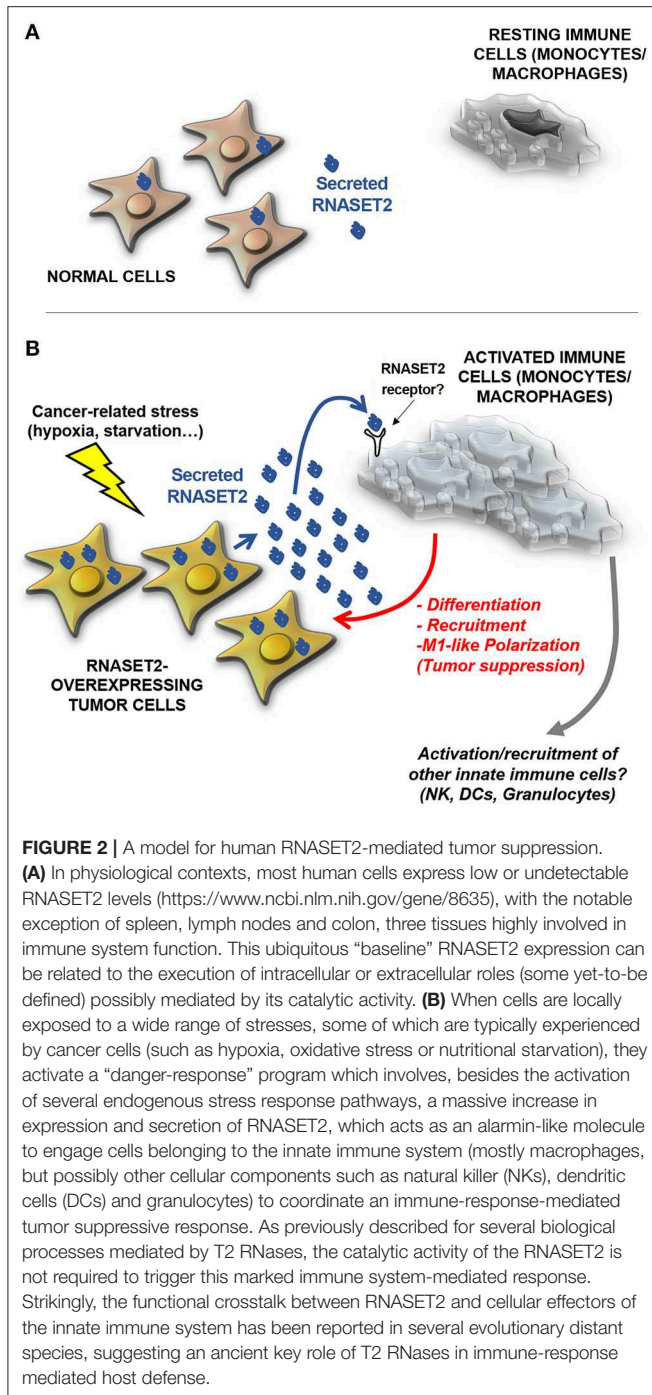 A
RESTING IMMUNE
CELLS (MONOCYTES/
MACROPHAGES)
Secreted
RNASET2
NORMAL CELLS
B
RNASET2
receptor?
ACTIVATED IMMUNE
CELLS (MONOCYTES/
MACROPHAGES)
Cancer-related stress
(hypoxia, starvation…)
Secreted
RNASET2
- Differentiation
- Recruitment
-M1-like Polarization
(Tumor suppression)
RNASET2-
OVEREXPRESSING
TUMOR CELLS
Activation/recruitment of
other innate immune cells?
(NK, DCs, Granulocytes)
FIGURE 2 | A model for human RNASET2-mediated tumor suppression.
(A) In physiological contexts, most human cells express low or undetectable
RNASET2 levels (https://www.ncbi.nlm.nih.gov/gene/8635), with the notable
exception of spleen, lymph nodes and colon, three tissues highly involved in
immune system function. This ubiquitous “baseline” RNASET2 expression can
be related to the execution of intracellular or extracellular roles (some yet-to-be
defined) possibly mediated by its catalytic activity. (B) When cells are locally
exposed to a wide range of stresses, some of which are typically experienced
by cancer cells (such as hypoxia, oxidative stress or nutritional starvation), they
activate a “danger-response” program which involves, besides the activation
of several endogenous stress response pathways, a massive increase in
expression and secretion of RNASET2, which acts as an alarmin-like molecule
to engage cells belonging to the innate immune system (mostly macrophages,
but possibly other cellular components such as natural killer (NKs), dendritic
cells (DCs) and granulocytes) to coordinate an immune-response-mediated
tumor suppressive response. As previously described for several biological
processes mediated by T2 RNases, the catalytic activity of the RNASET2 is
not required to trigger this marked immune system-mediated response.
Strikingly, the functional crosstalk between RNASET2 and cellular effectors of
the innate immune system has been reported in several evolutionary distant
species, suggesting an ancient key role of T2 RNases in immune-response
mediated host defense.